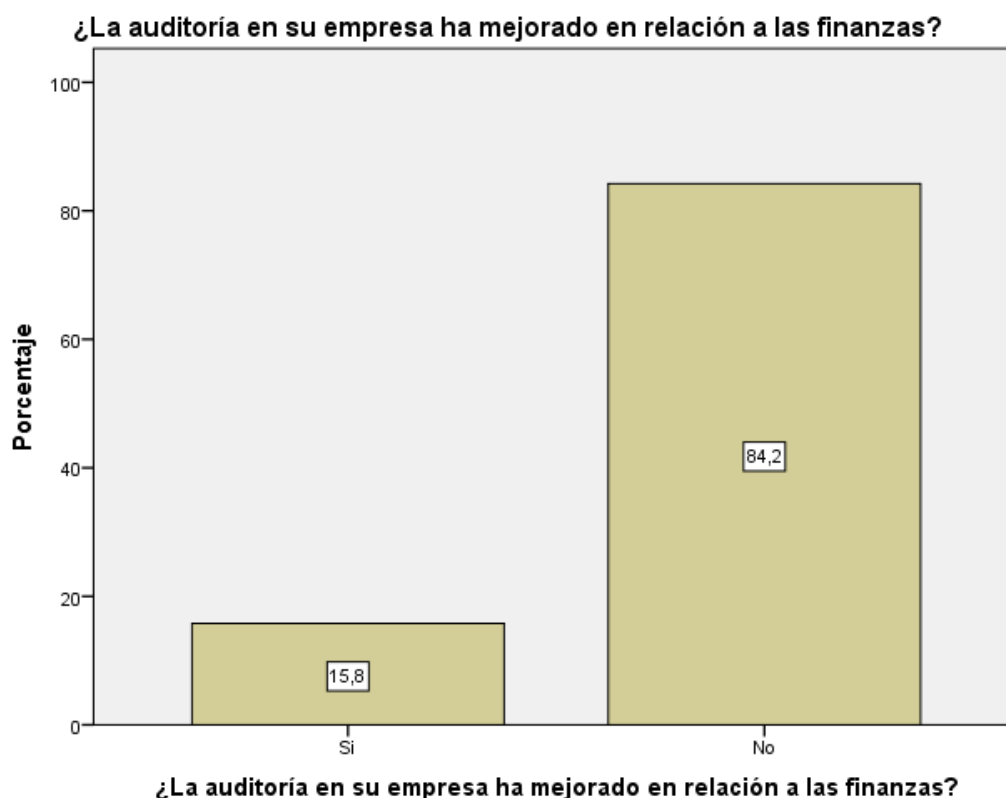 ¿La auditoría en su empresa ha mejorado en relación a las finanzas?
100
80
60
40
20
0
Porcentaje
15,8
84,2
Si
No
¿La auditoría en su empresa ha mejorado en relación a las finanzas?